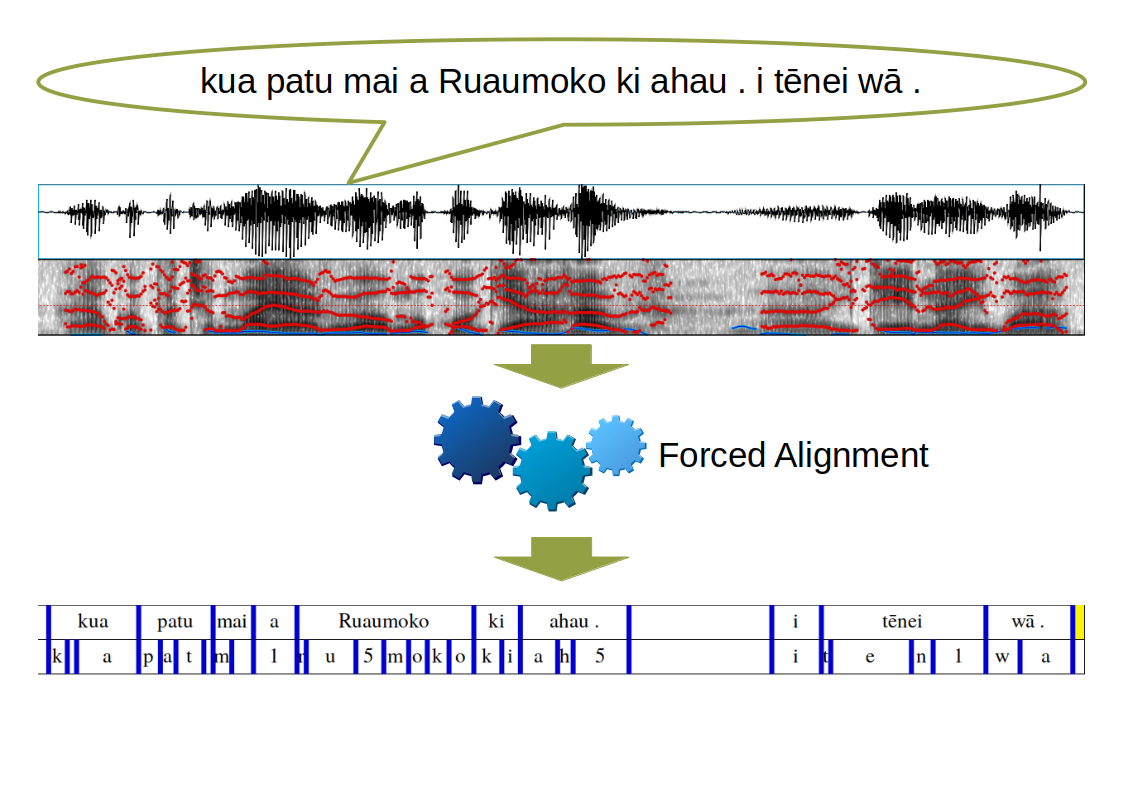 kua patu mai a Ruaumoko ki ahau . i tēnei wā .
Forced Alignment
kua patu mai a Ruaumoko ki ahau . i tēnei wā .
k a p a t m 1 r u 5 m o k o k i a h 5 i t e n 1 w a